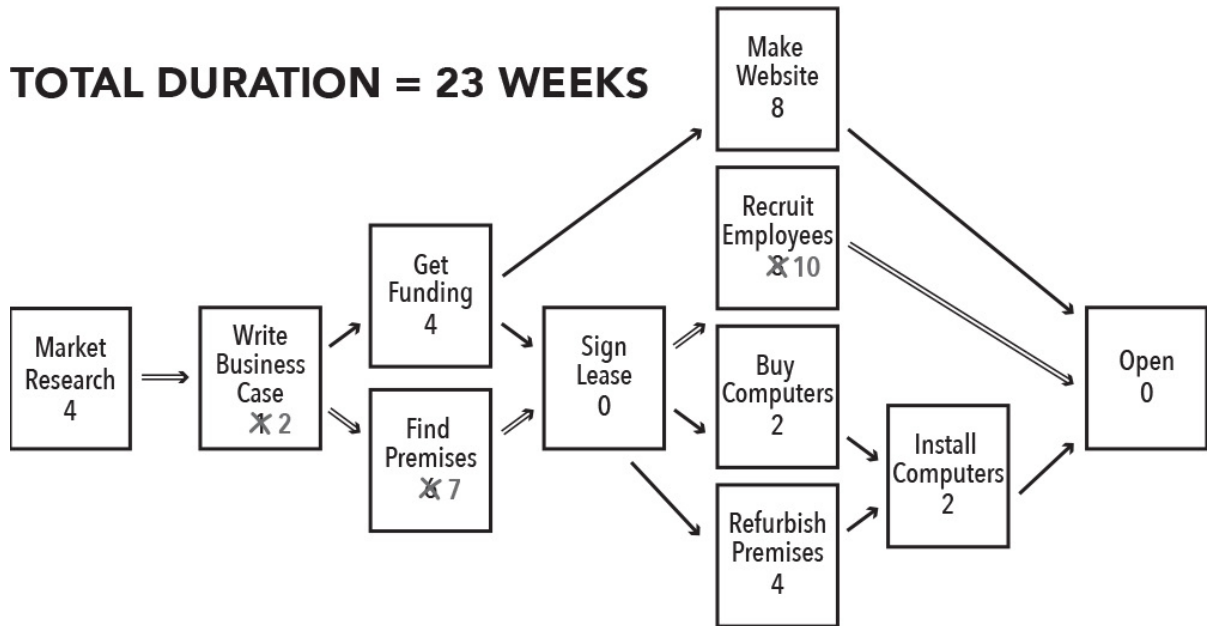 TOTAL DURATION = 23 WEEKS
Make
Website
8
Recruit
Employees
8 10
Get
Funding
4
Market
Research
4
Write
Business
Case
1 2
Find
Premises
6 7
Sign
Lease
0
Buy
Computers
2
Refurbish
Premises
4
Install
Computers
2
Open
0